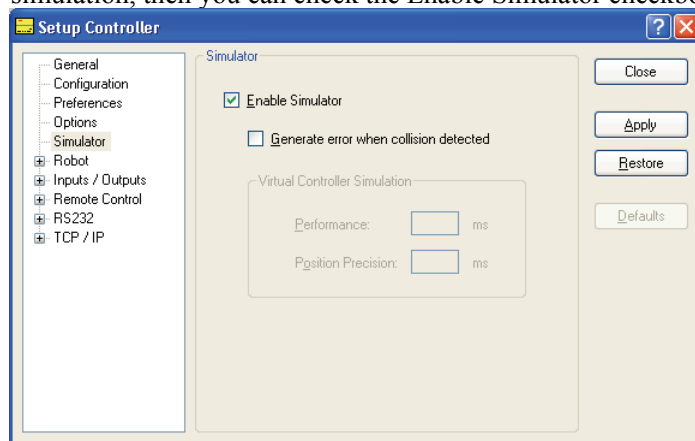 simulation, then you can check the Enable Simulator checkbo
Setup Controller
General
Configuration
Preferences
Options
Simulator
Robot
Inputs / Outputs
Remote Control
RS232
TCP / IP
Simulator
Enable Simulator
Generate error when collision detected
Virtual Controller Simulation
Performance: ms
Position Precision: ms
Close
Apply
Restore
Defaults